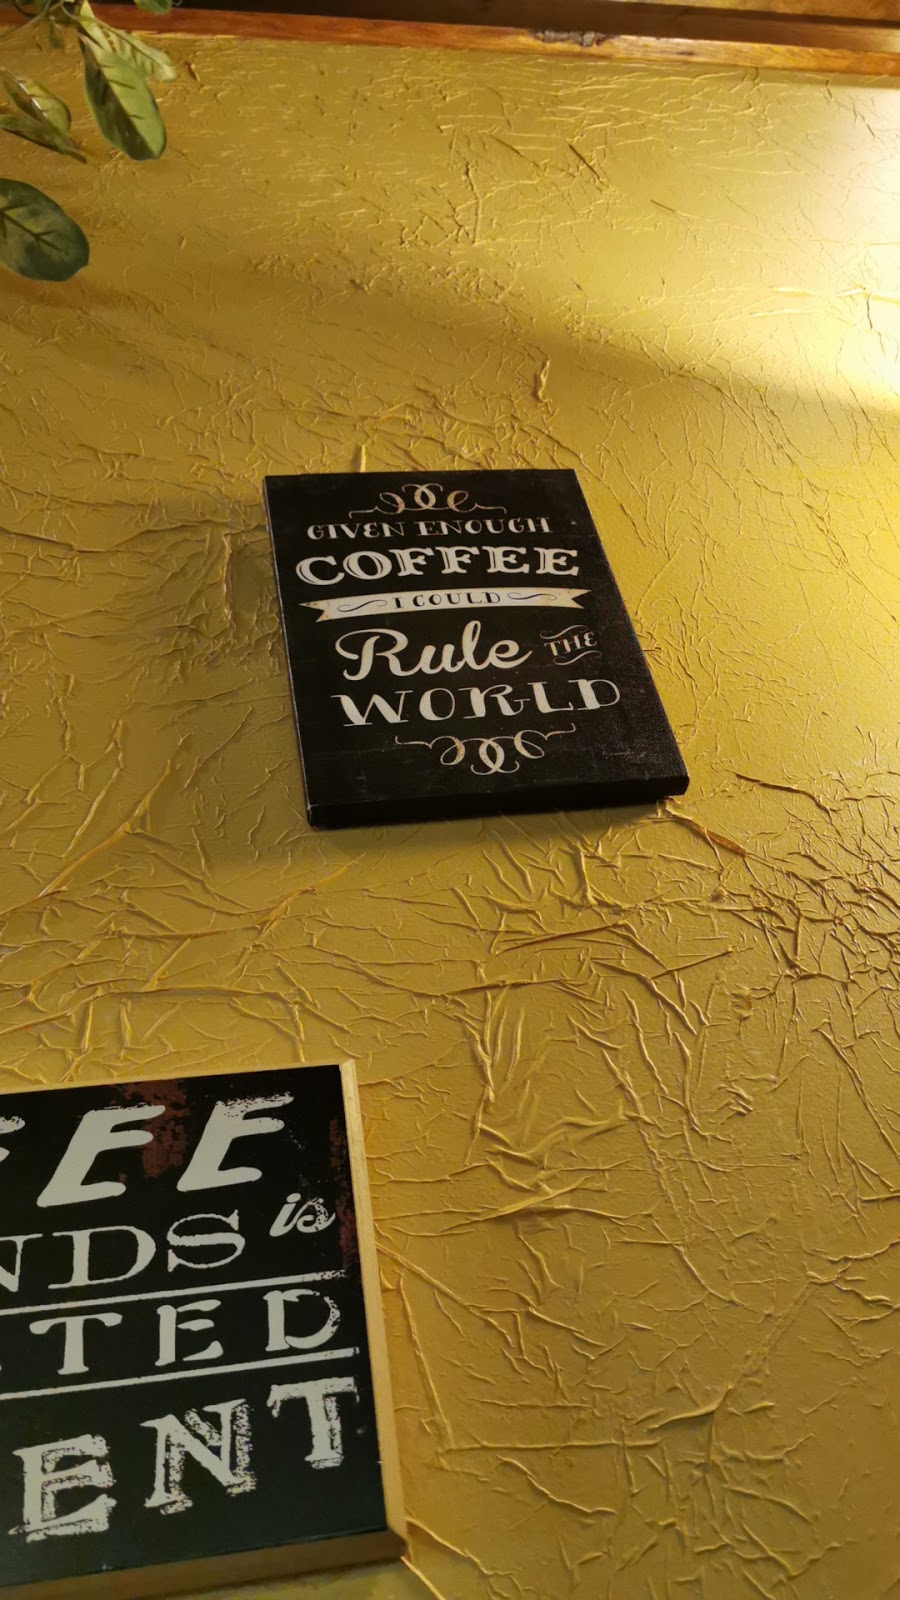 GIVEN ENOUGH
COFFEE
I COULD
Rule THE
WORLD
EE
NDS is
TED
ENT